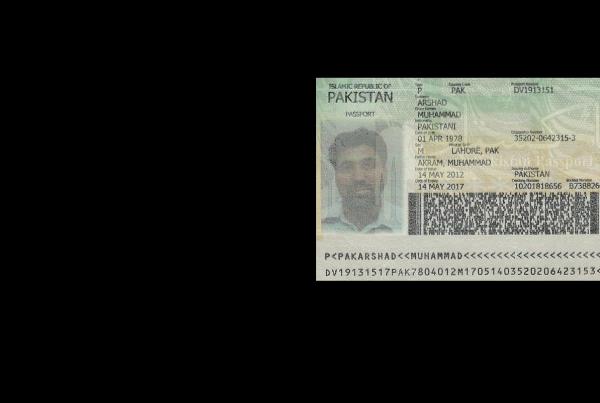 ISLAMIC REPUBLIC OF
PAKISTAN
PASSPORT
Type Country Code Passport Number
P PAK DV1913151
Surname
ARSHAD
Given Names
MUHAMMAD
Nationality
PAKISTANI
Date of Birth Citizenship Number
01 APR 1978 35202-0642315-3
Sex Place of Birth
M LAHORE, PAK
Father Name
AKRAM, MUHAMMAD
Date of Issue Issuing Authority
14 MAY 2012 PAKISTAN
Date of Expiry Tracking Number Booklet Number
14 MAY 2017 10201818656 B738826
P<PAKARSHAD<<MUHAMMAD<<<<<<<<<<<<<<<<<<<<<<<
DV19131517PAK7804012M17051403520206423153<